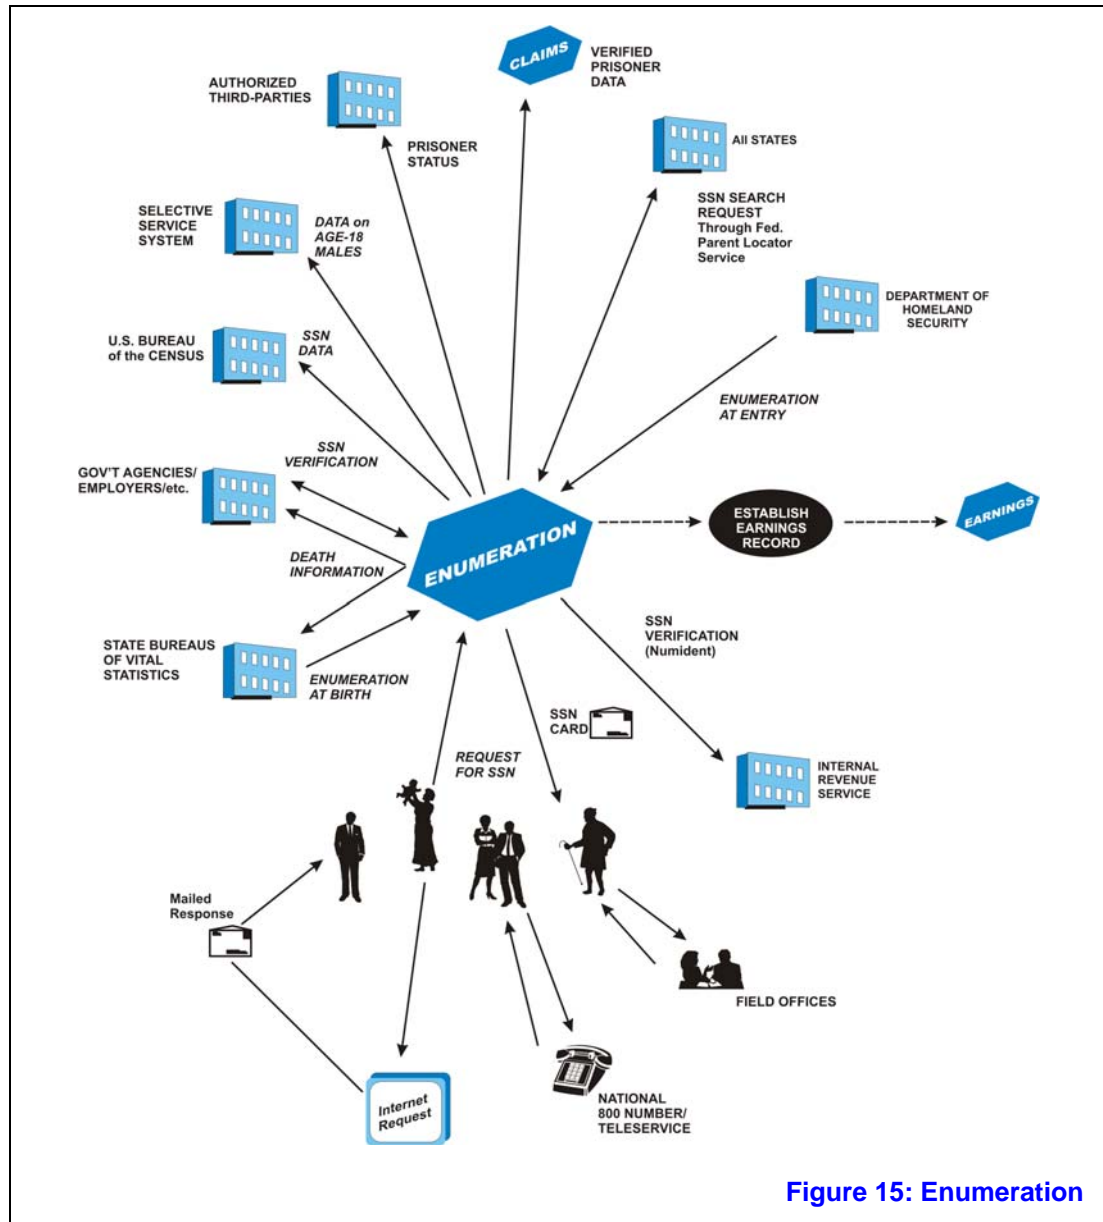 CLAIMS
VERIFIED
PRISONER
DATA
AUTHORIZED
THIRD-PARTIES
PRISONER
STATUS
All STATES
SSN SEARCH
REQUEST
Through Fed.
Parent Locator
Service
SELECTIVE
SERVICE
SYSTEM
DATA on
AGE-18
MALES
DEPARTMENT OF
HOMELAND
SECURITY
U.S. BUREAU
of the CENSUS
SSN
DATA
ENUMERATION
AT ENTRY
SSN
VERIFICATION
GOV'T AGENCIES/
EMPLOYERS/etc.
ENUMERATION
ESTABLISH
EARNINGS
RECORD
EARNINGS
DEATH
INFORMATION
STATE BUREAUS
OF VITAL
STATISTICS
ENUMERATION
AT BIRTH
SSN
VERIFICATION
(Numident)
SSN
CARD
REQUEST
FOR SSN
INTERNAL
REVENUE
SERVICE
Mailed
Response
FIELD OFFICES
Internet
Request
NATIONAL
800 NUMBER/
TELESERVICE
Figure 15: Enumeration